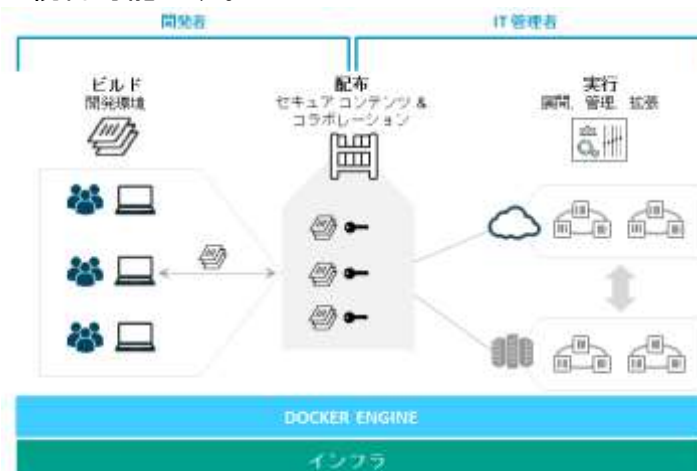 開発者
IT 管理者
ビルド
開発環境
配布
セキュア コンテンツ &
コラボレーション
実行
展開、管理、拡張
DOCKER ENGINE
インフラ